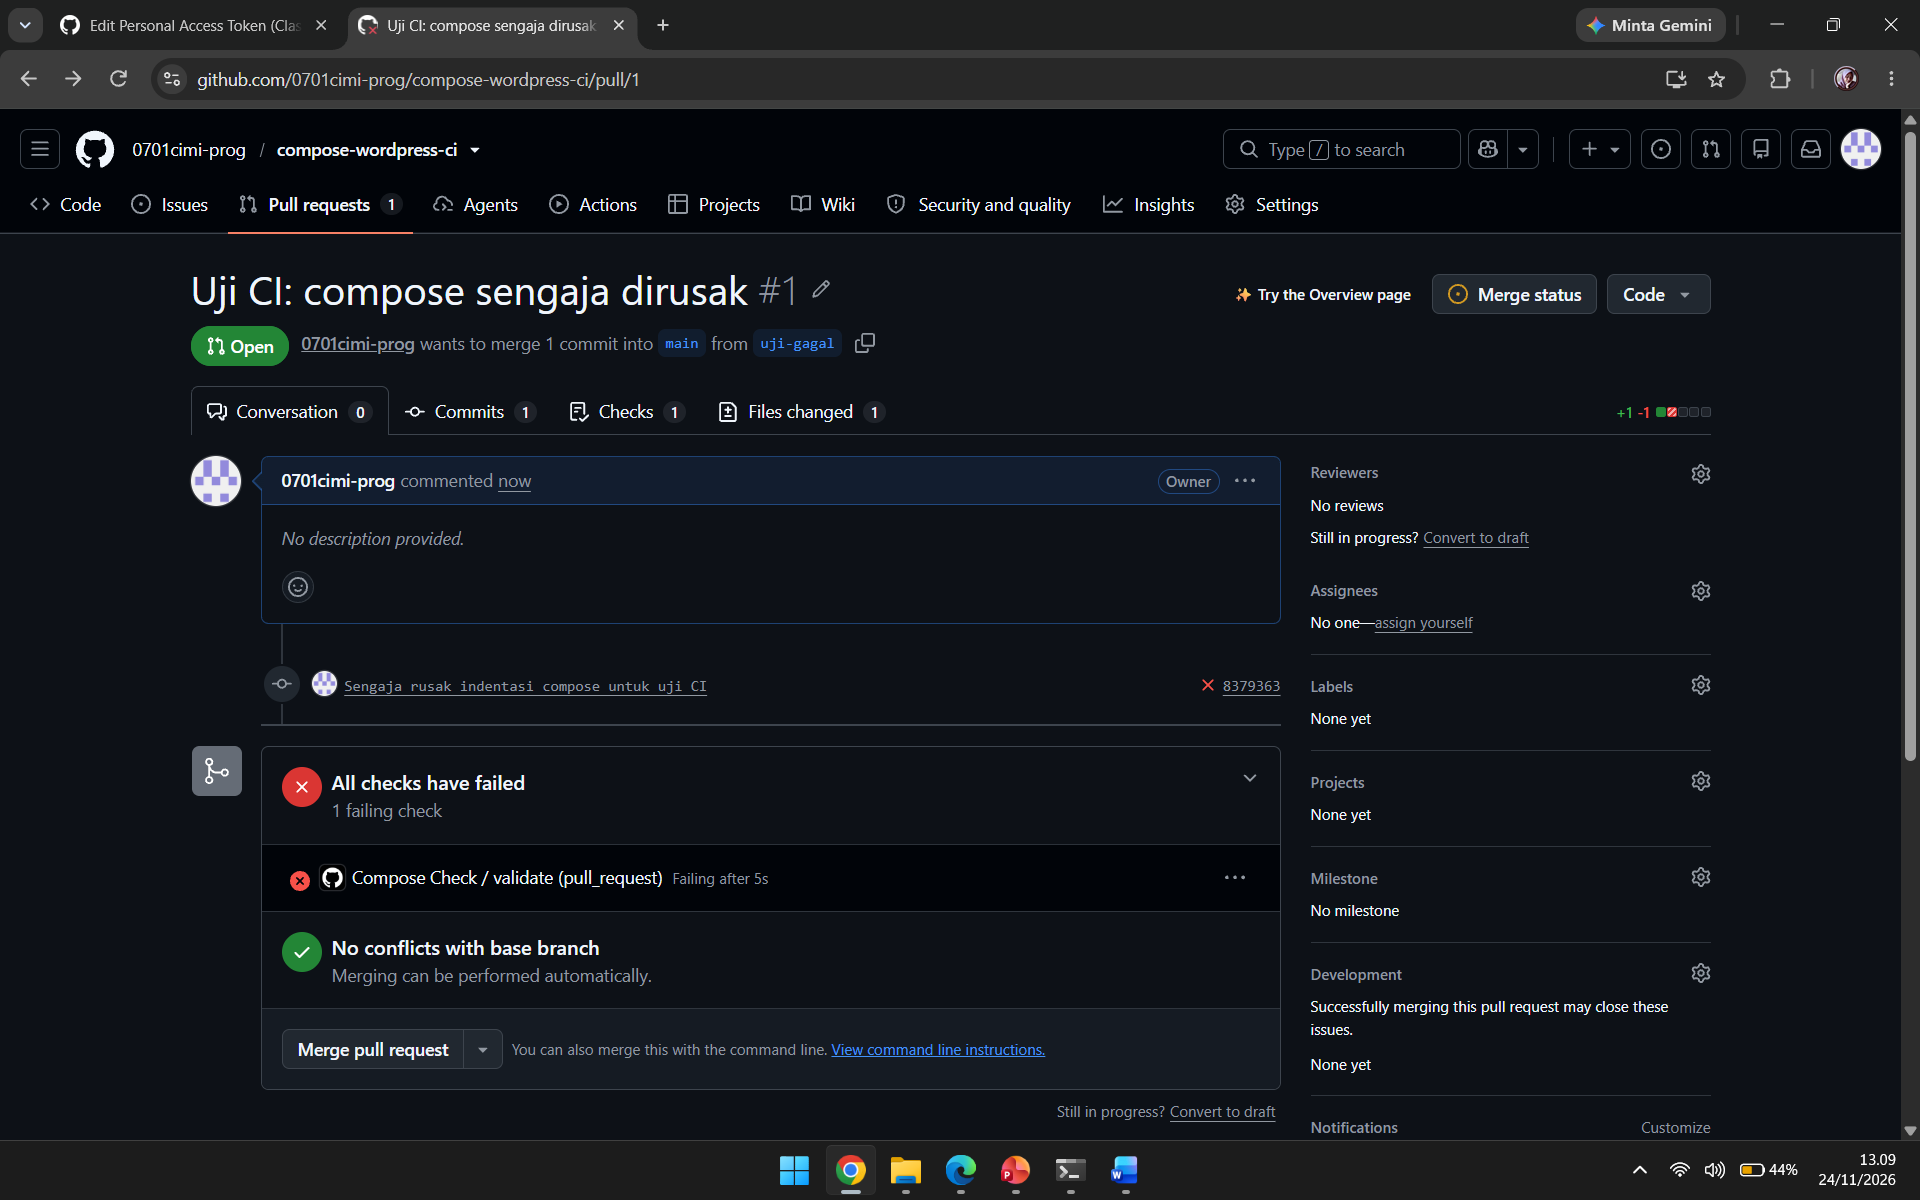 Edit Personal Access Token (Clas
Uji CI: compose sengaja dirusak
Minta Gemini
github.com/0701cimi-prog/compose-wordpress-ci/pull/1
0701cimi-prog / compose-wordpress-ci
Type / to search
Code
Issues
Pull requests 1
Agents
Actions
Projects
Wiki
Security and quality
Insights
Settings
Uji CI: compose sengaja dirusak #1
Try the Overview page
Merge status
Code
Open
0701cimi-prog wants to merge 1 commit into main from uji-gagal
Conversation 0
Commits 1
Checks 1
Files changed 1
+1 -1
0701cimi-prog commented now
Owner
No description provided.
Sengaja rusak indentasi compose untuk uji CI
8379363
All checks have failed
1 failing check
Compose Check / validate (pull_request) Failing after 5s
No conflicts with base branch
Merging can be performed automatically.
Merge pull request
You can also merge this with the command line. View command line instructions.
Still in progress? Convert to draft
Reviewers
No reviews
Still in progress? Convert to draft
Assignees
No one—assign yourself
Labels
None yet
Projects
None yet
Milestone
No milestone
Development
Successfully merging this pull request may close these
issues.
None yet
Notifications
Customize
P
W
44%
13.09
24/11/2026